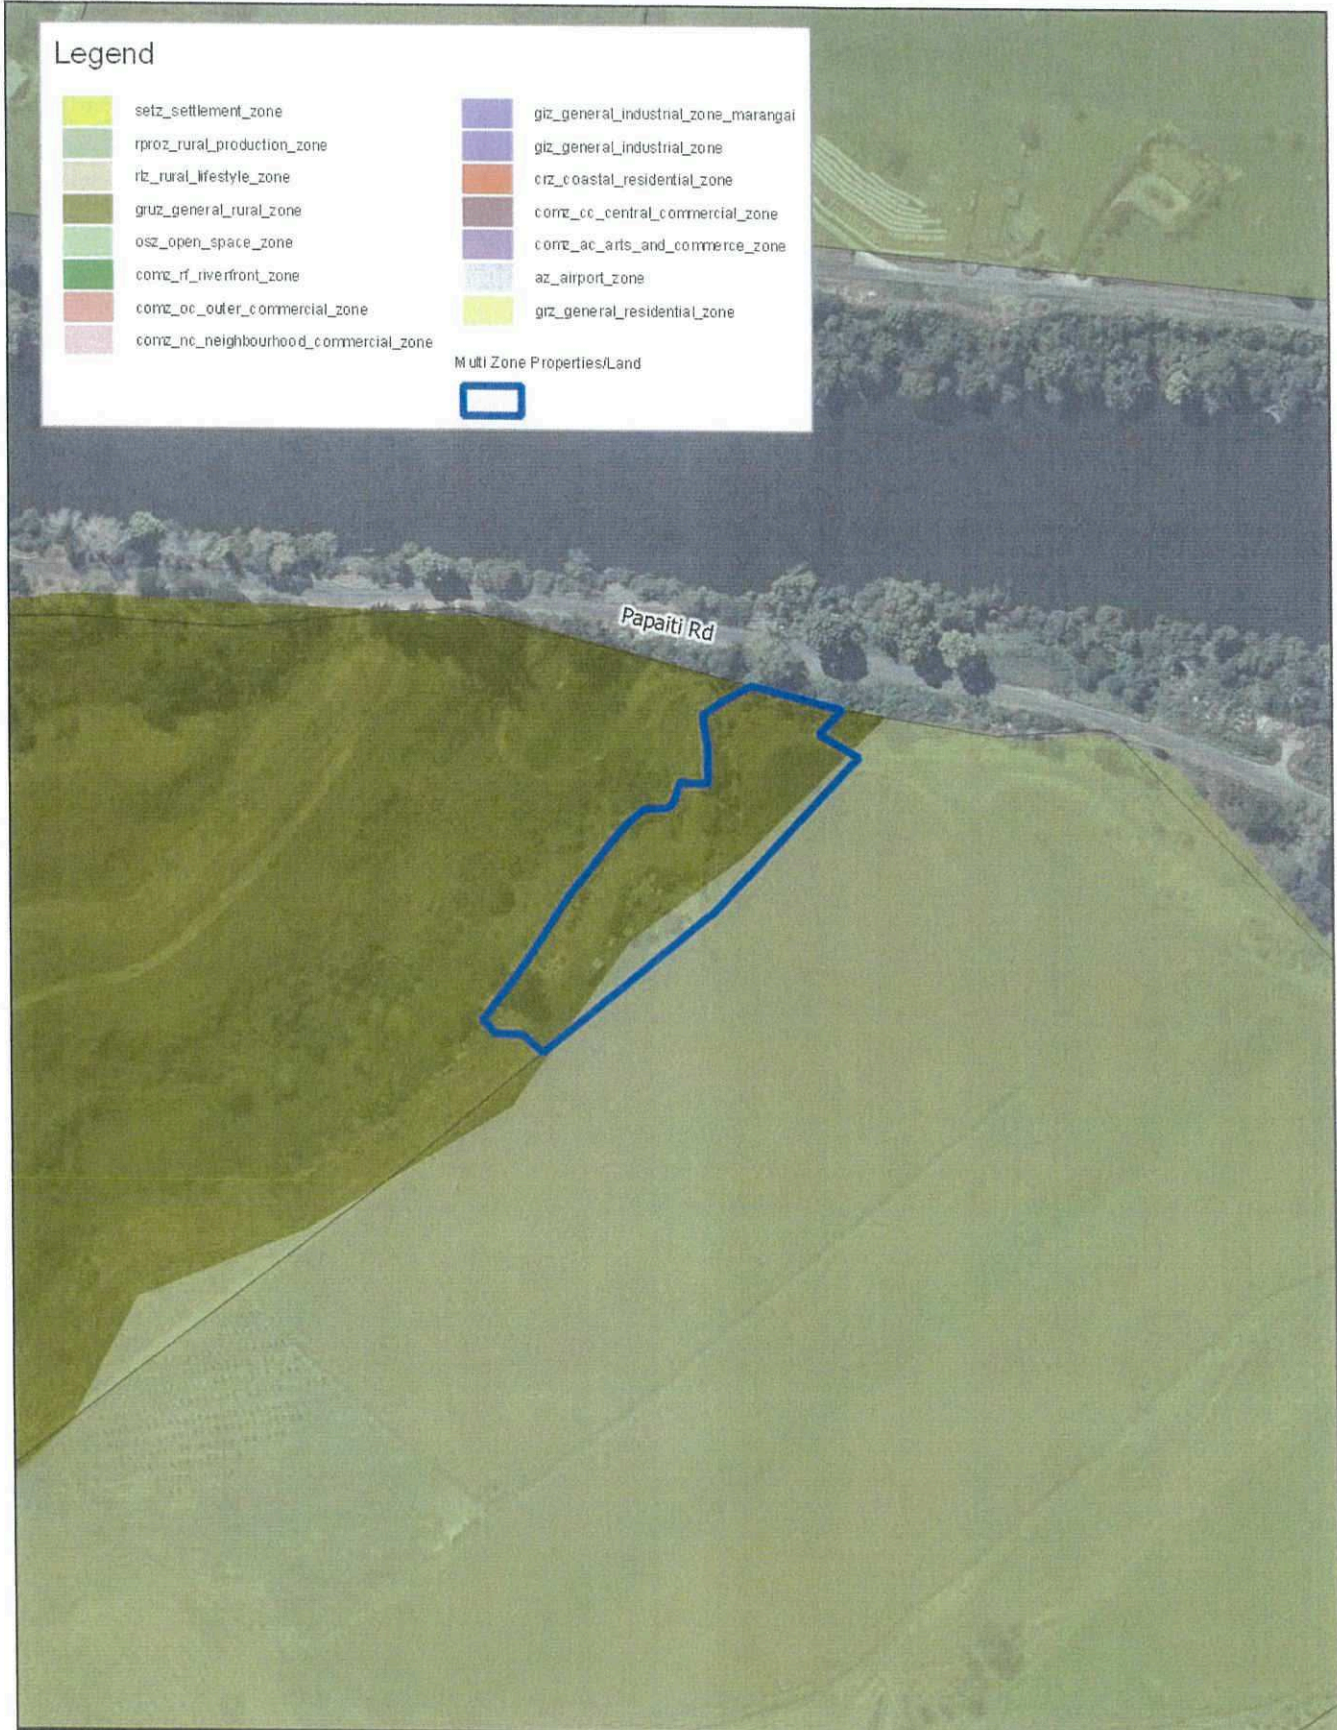 Legend
setz_settlement_zone
rproz_rural_production_zone
rlz_rural_lifestyle_zone
gruz_general_rural_zone
osz_open_space_zone
comz_rf_riverfront_zone
comz_oc_outer_commercial_zone
comz_nc_neighbourhood_commercial_zone
giz_general_industrial_zone_marangai
giz_general_industrial_zone
crz_coastal_residential_zone
comz_cc_central_commercial_zone
comz_ac_arts_and_commerce_zone
az_airport_zone
grz_general_residential_zone
Multi Zone Properties/Land
Papaiti Rd